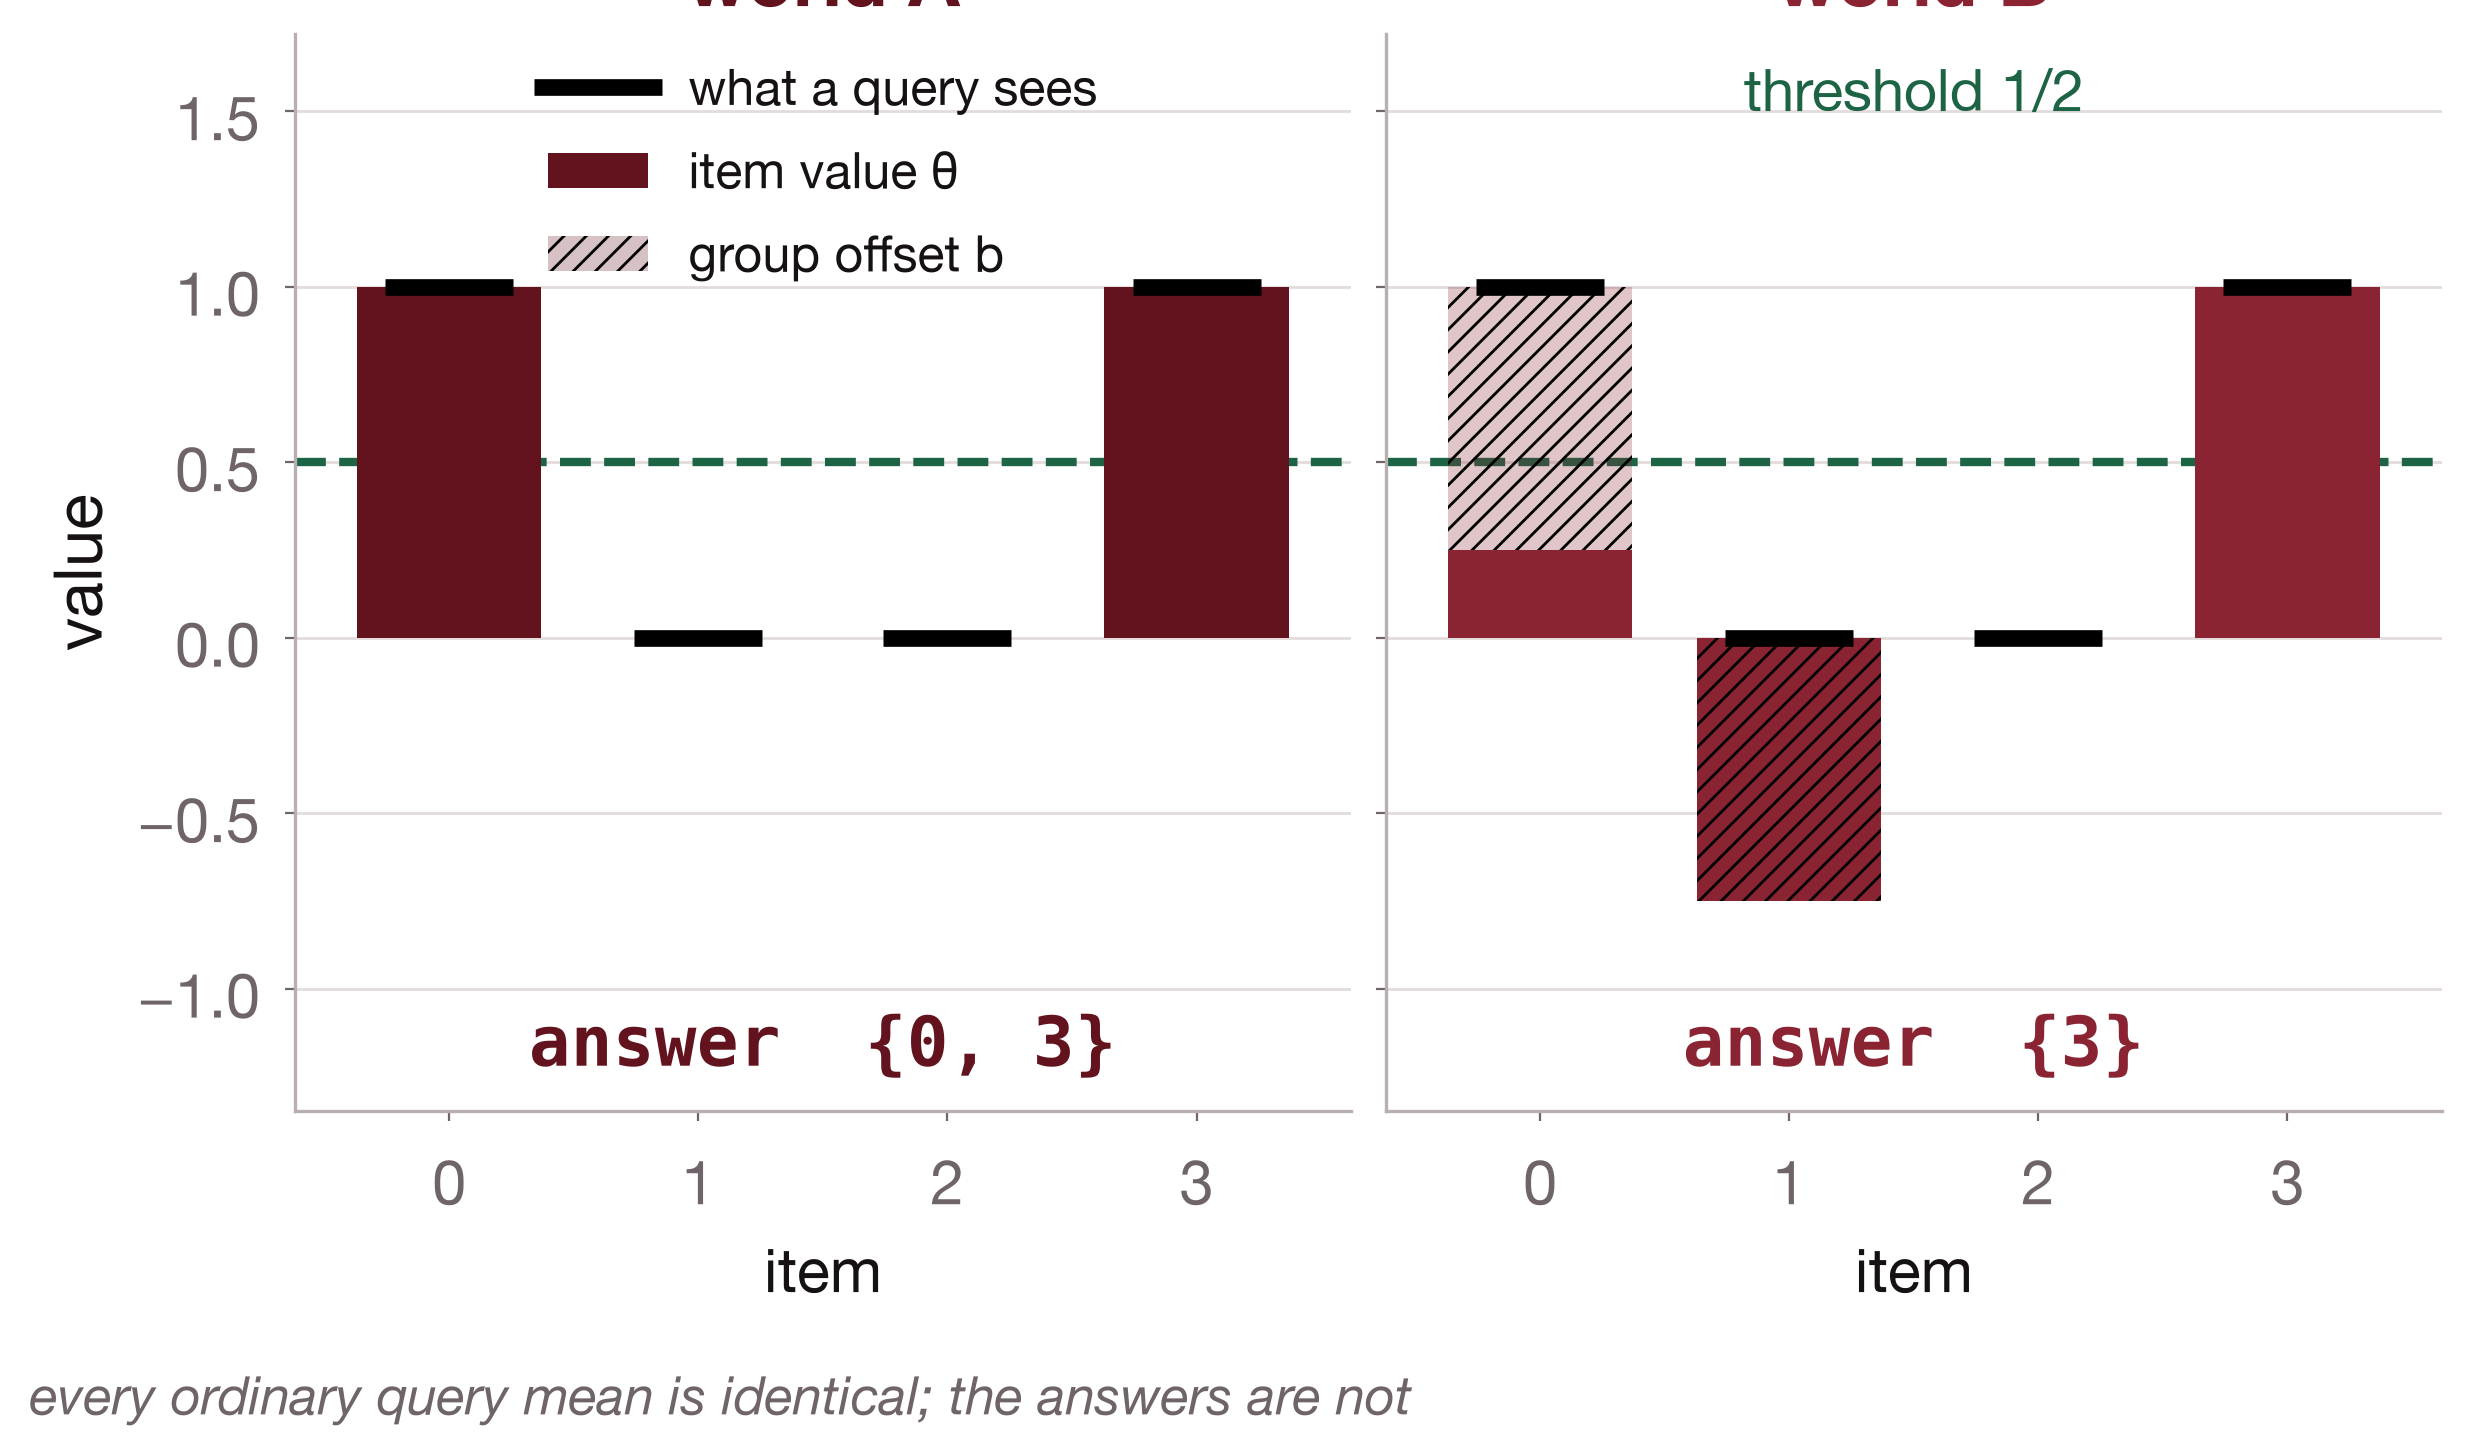 what a query sees
item value θ
group offset b
threshold 1/2
value
1.5
1.0
0.5
0.0
−0.5
−1.0
answer {0, 3}
answer {3}
0 1 2 3
0 1 2 3
item
item
every ordinary query mean is identical; the answers are not